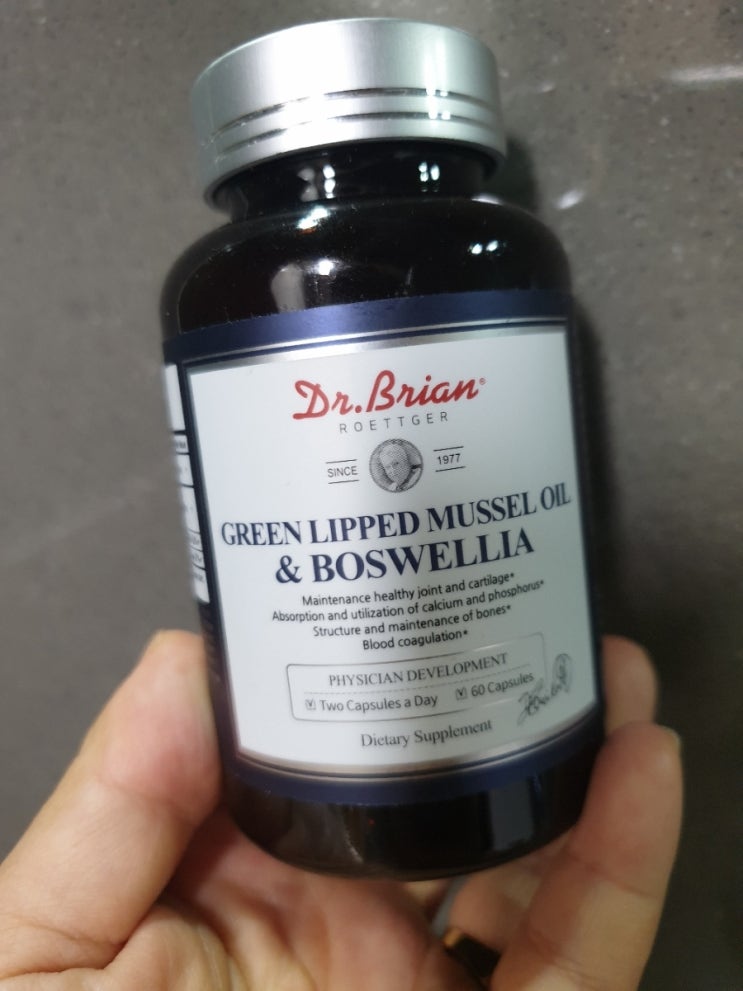 Dr.Brian®
ROETTGER
SINCE 1977
GREEN LIPPED MUSSEL OIL
& BOSWELLIA
Maintenance healthy joint and cartilage*
Absorption and utilization of calcium and phosphorus*
Structure and maintenance of bones*
Blood coagulation*
PHYSICIAN DEVELOPMENT
Two Capsules a Day 60 Capsules
Dietary Supplement